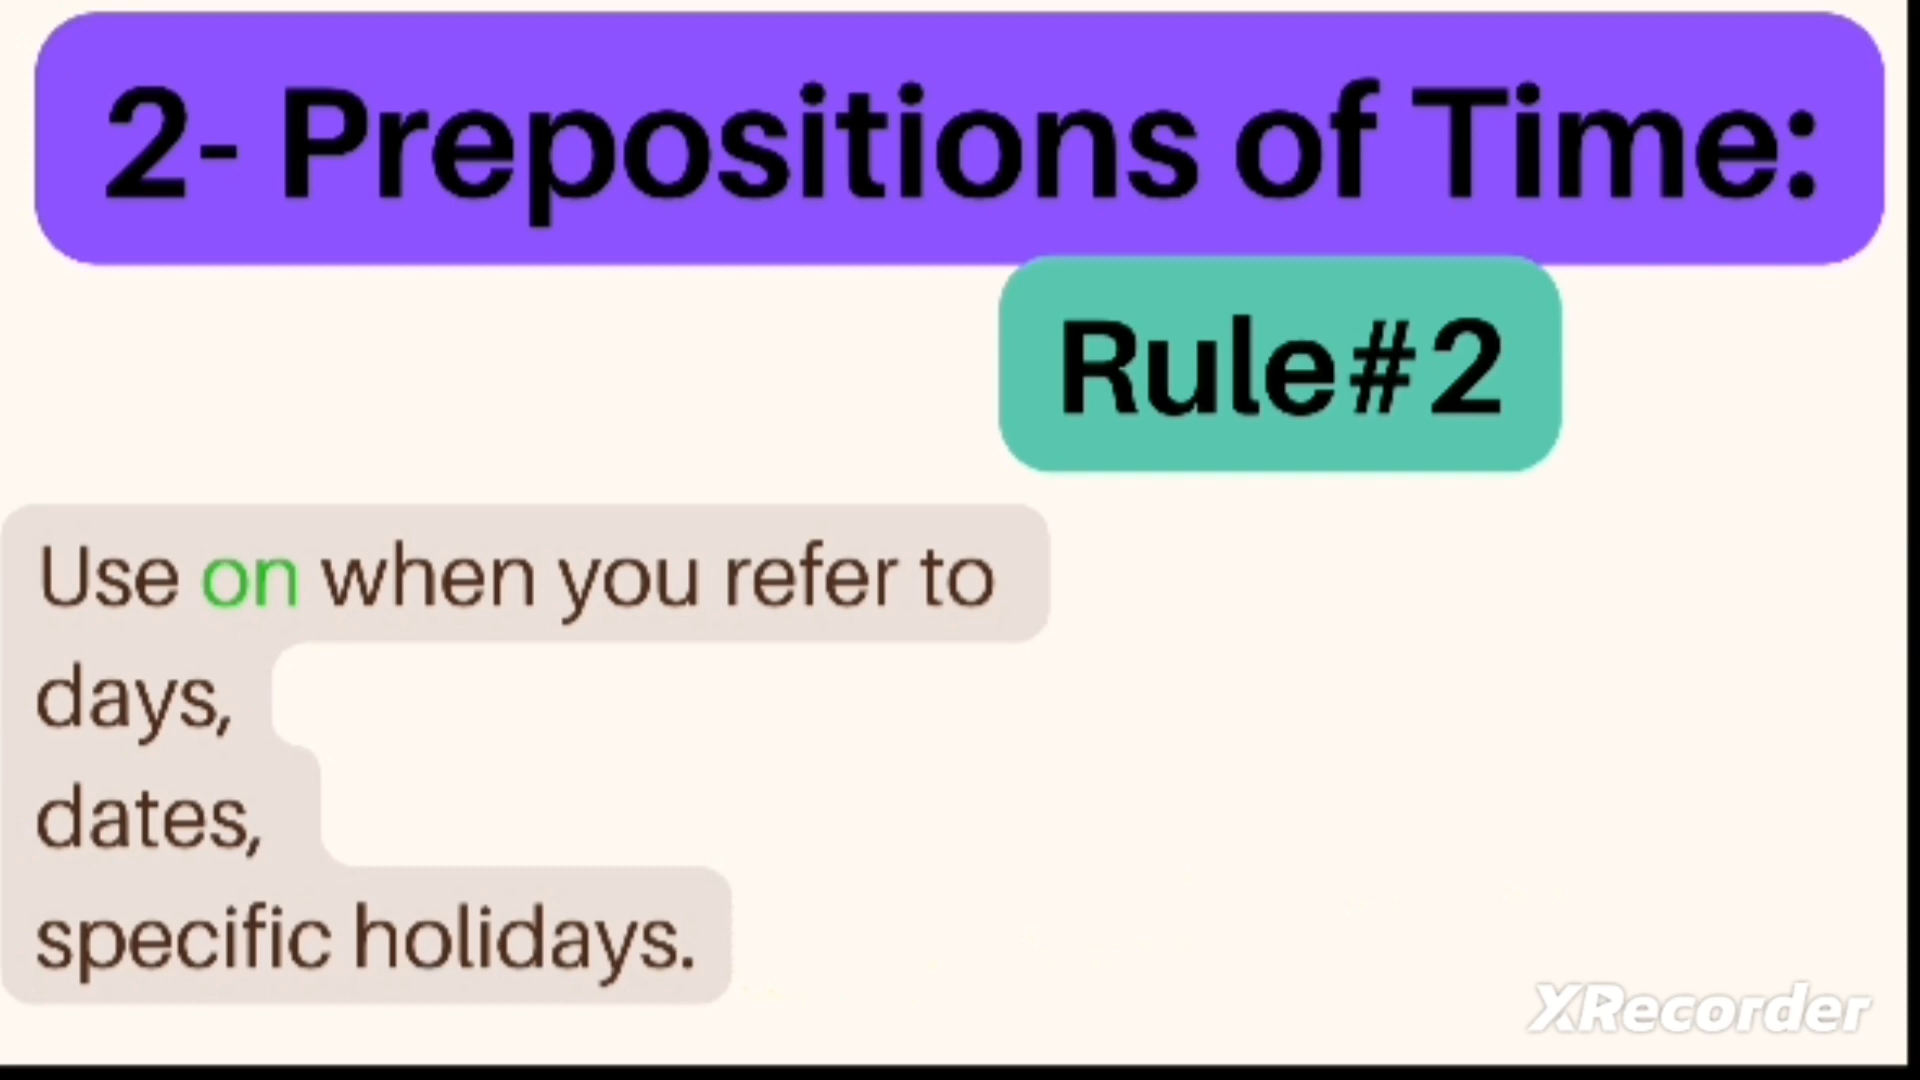 2- Prepositions of Time:
Rule#2
Use on when you refer to
days,
dates,
specific holidays.
XRecorder